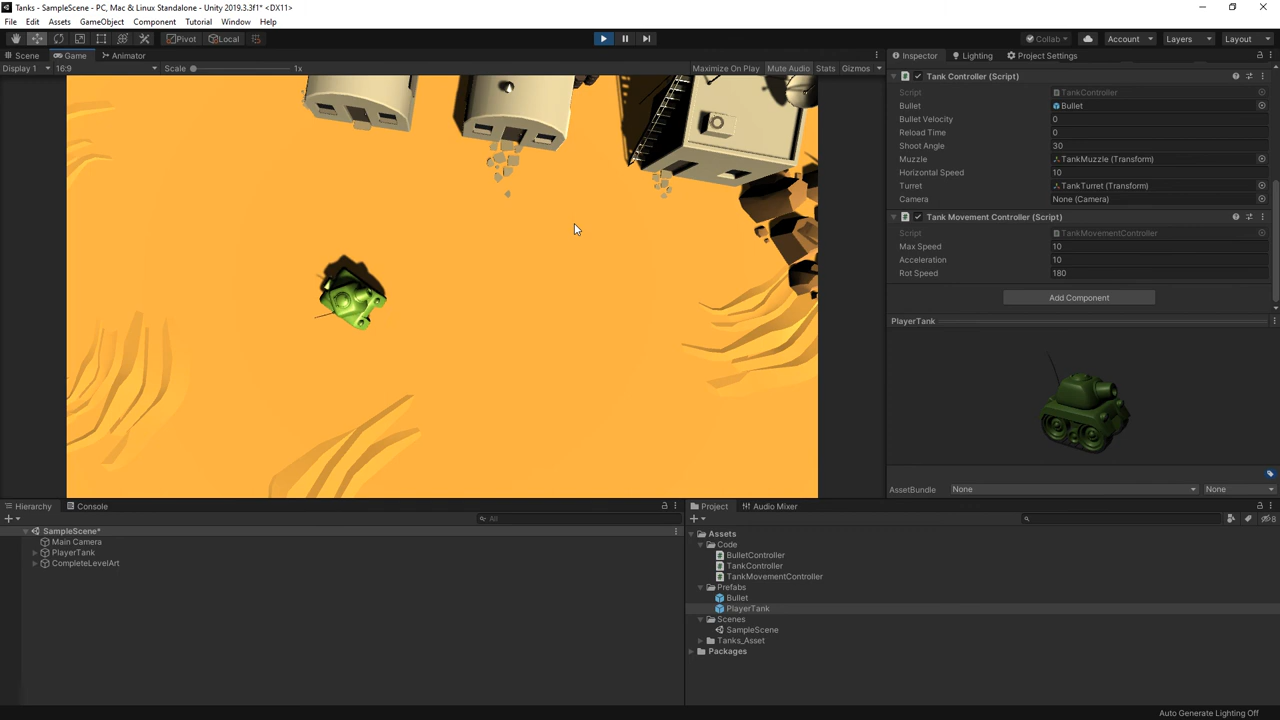 Tanks - SampleScene - PC, Mac & Linux Standalone - Unity 2019.3.3f1* <DX11>
File Edit Assets GameObject Component Tutorial Window Help
Pivot Local Collab Account Layers Layout
Scene Game Animator
Display 1 16:9 Scale 1x Maximize On Play Mute Audio Stats Gizmos
Inspector Lighting Project Settings
Tank Controller (Script)
Script TankController
Bullet Bullet
Bullet Velocity 0
Reload Time 0
Shoot Angle 30
Muzzle TankMuzzle (Transform)
Horizontal Speed 10
Turret TankTurret (Transform)
Camera None (Camera)
Tank Movement Controller (Script)
Script TankMovementController
Max Speed 10
Acceleration 10
Rot Speed 180
Add Component
PlayerTank
AssetBundle None None
Hierarchy Console
All
SampleScene*
Main Camera
PlayerTank
CompleteLevelArt
Project Audio Mixer
8
Assets
Code
BulletController
TankController
TankMovementController
Prefabs
Bullet
PlayerTank
Scenes
SampleScene
Tanks_Asset
Packages
Auto Generate Lighting Off